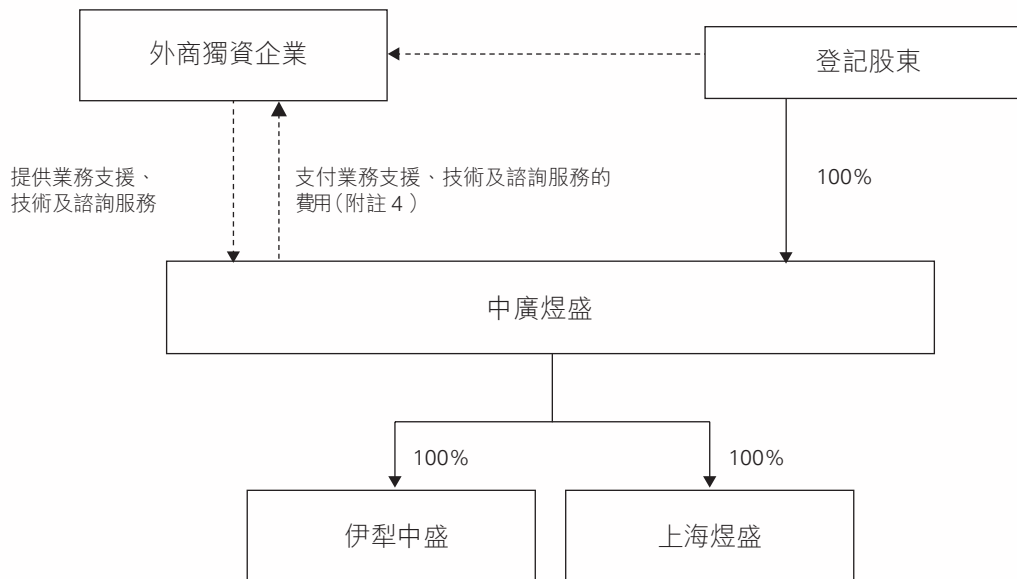 外商獨資企業
登記股東
提供業務支援、
技術及諮詢服務
支付業務支援、技術及諮詢服務的
費用(附註 4 )
100%
中廣煜盛
100%
100%
伊犁中盛
上海煜盛